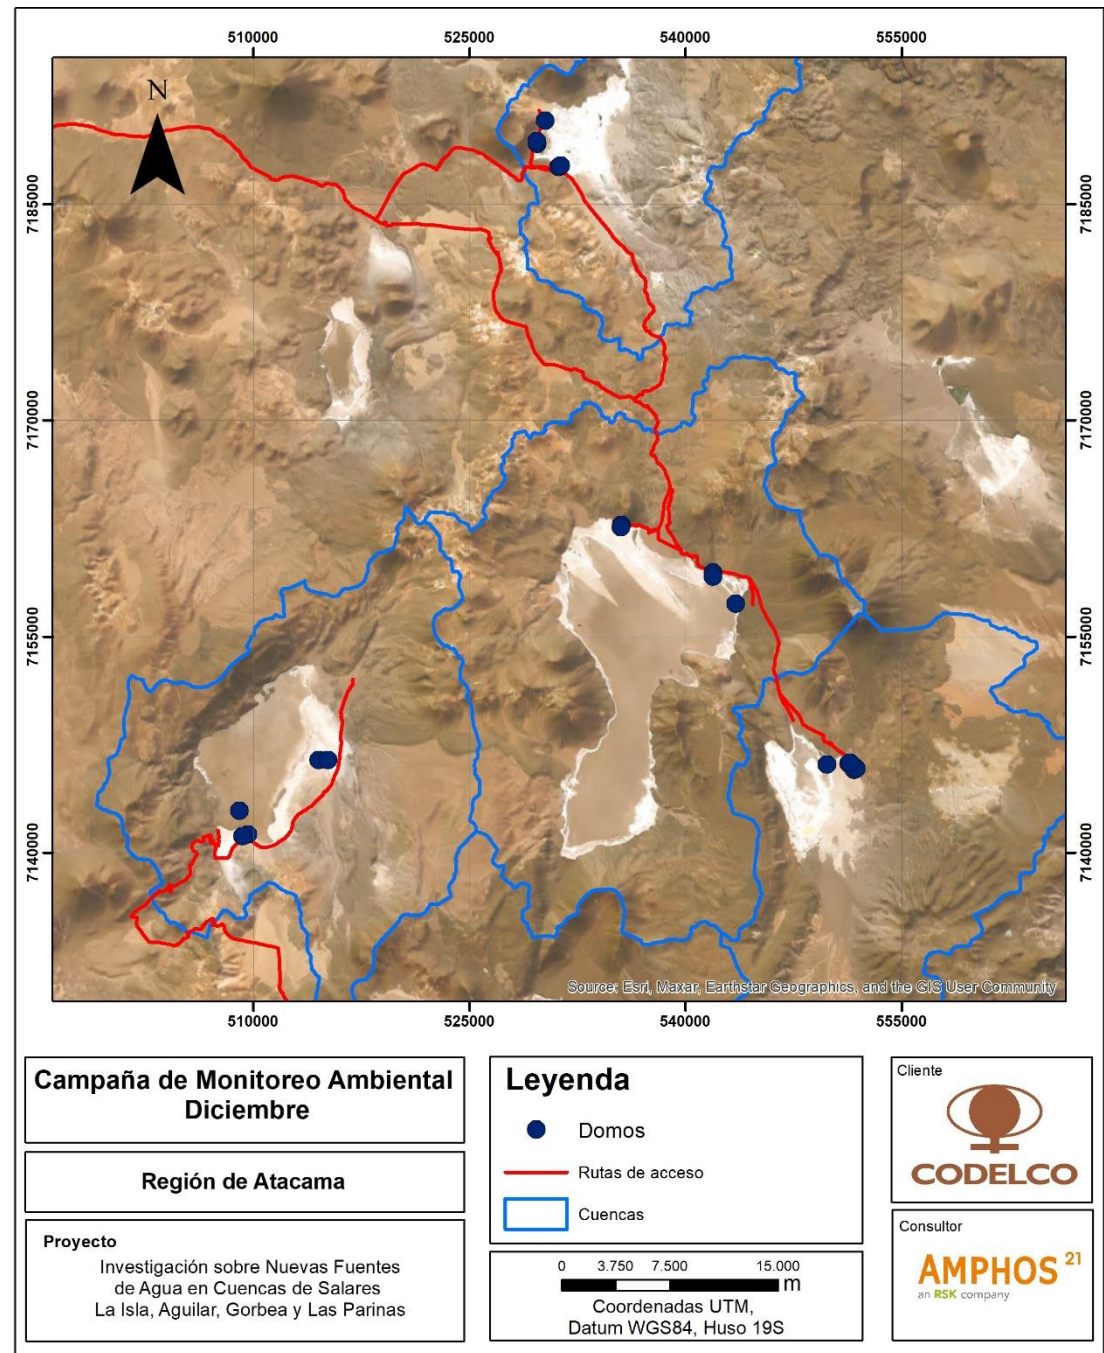 510000 525000 540000 555000
N
7185000 7185000
7170000 7170000
7155000 7155000
7140000 7140000
Source: Esri, Maxar, Earthstar Geographics, and the GIS User Community
510000 525000 540000 555000
Campaña de Monitoreo Ambiental
Diciembre
Región de Atacama
Proyecto
Investigación sobre Nuevas Fuentes
de Agua en Cuencas de Salares
La Isla, Aguilar, Gorbea y Las Parinas
Leyenda
Domos
Rutas de acceso
Cuencas
0 3.750 7.500 15.000
m
Coordenadas UTM,
Datum WGS84, Huso 19S
Cliente
CODELCO
Consultor
AMPHOS 21
an RSK company